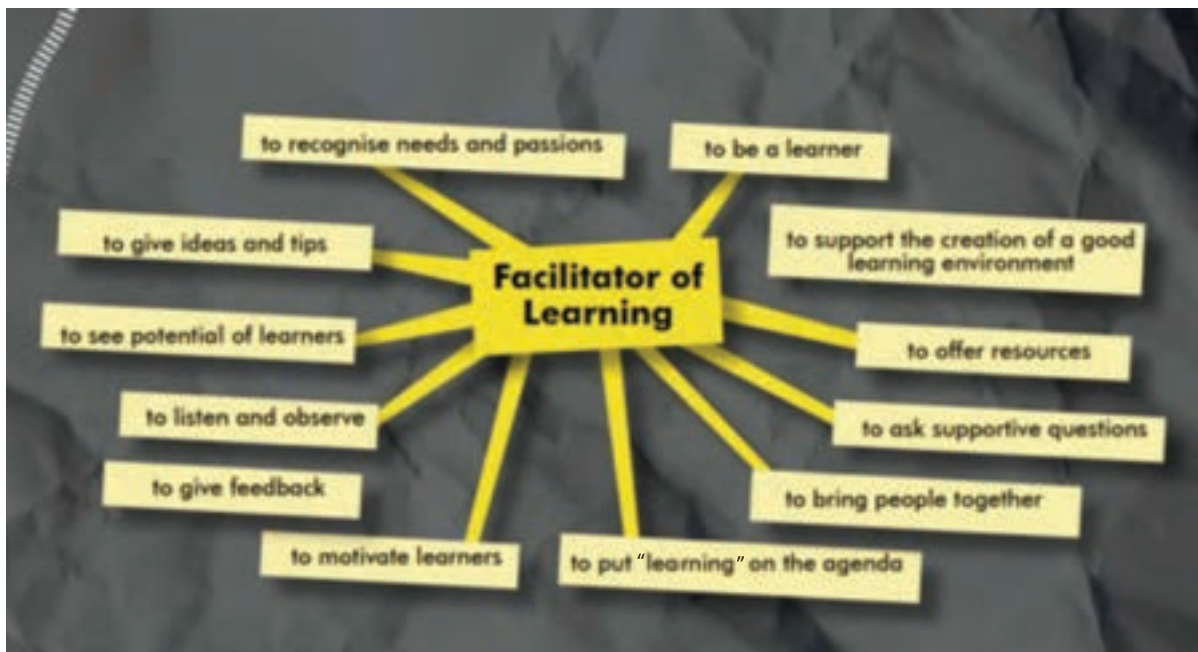 to recognise needs and passions
to be a learner
to give ideas and tips
to support the creation of a good
learning environment
Facilitator of
Learning
to see potential of learners
to offer resources
to listen and observe
to ask supportive questions
to give feedback
to bring people together
to motivate learners
to put "learning" on the agenda